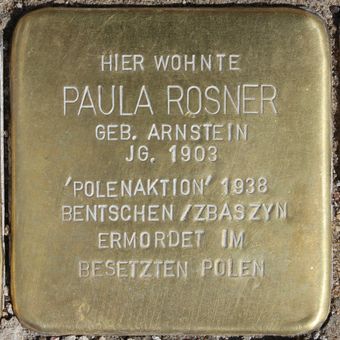 HIER WOHNTE
PAULA ROSNER
GEB. ARNSTEIN
JG. 1903
'POLENAKTION' 1938
BENTSCHEN/ZBASZYN
ERMORDET IM
BESETZTEN POLEN